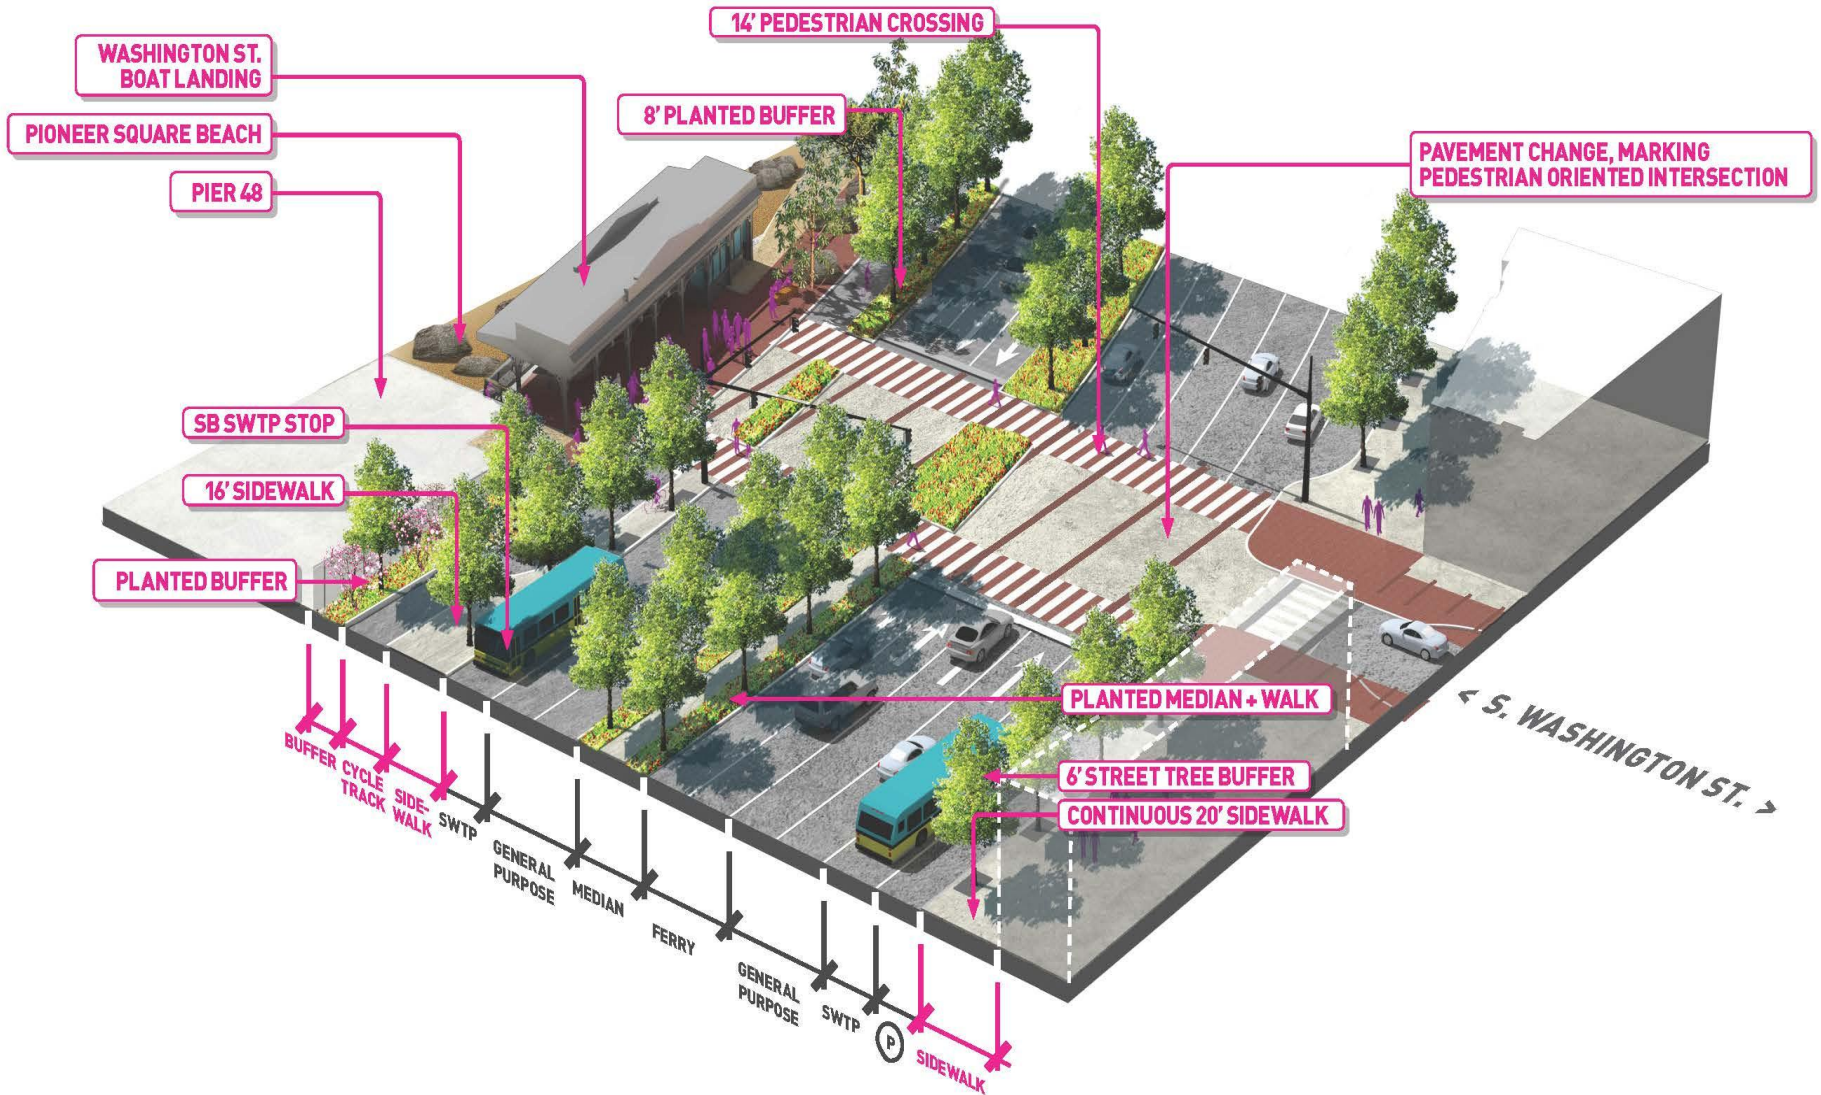 14' PEDESTRIAN CROSSING
WASHINGTON ST.
BOAT LANDING
8' PLANTED BUFFER
PIONEER SQUARE BEACH
PAVEMENT CHANGE, MARKING
PEDESTRIAN ORIENTED INTERSECTION
PIER 48
SB SWTP STOP
16' SIDEWALK
PLANTED BUFFER
PLANTED MEDIAN + WALK
< S. WASHINGTON ST. >
6' STREET TREE BUFFER
CONTINUOUS 20' SIDEWALK
BUFFER
CYCLE
TRACK
SIDE-
WALK
SWTP
GENERAL
PURPOSE
MEDIAN
FERRY
GENERAL
PURPOSE
SWTP
P
SIDEWALK